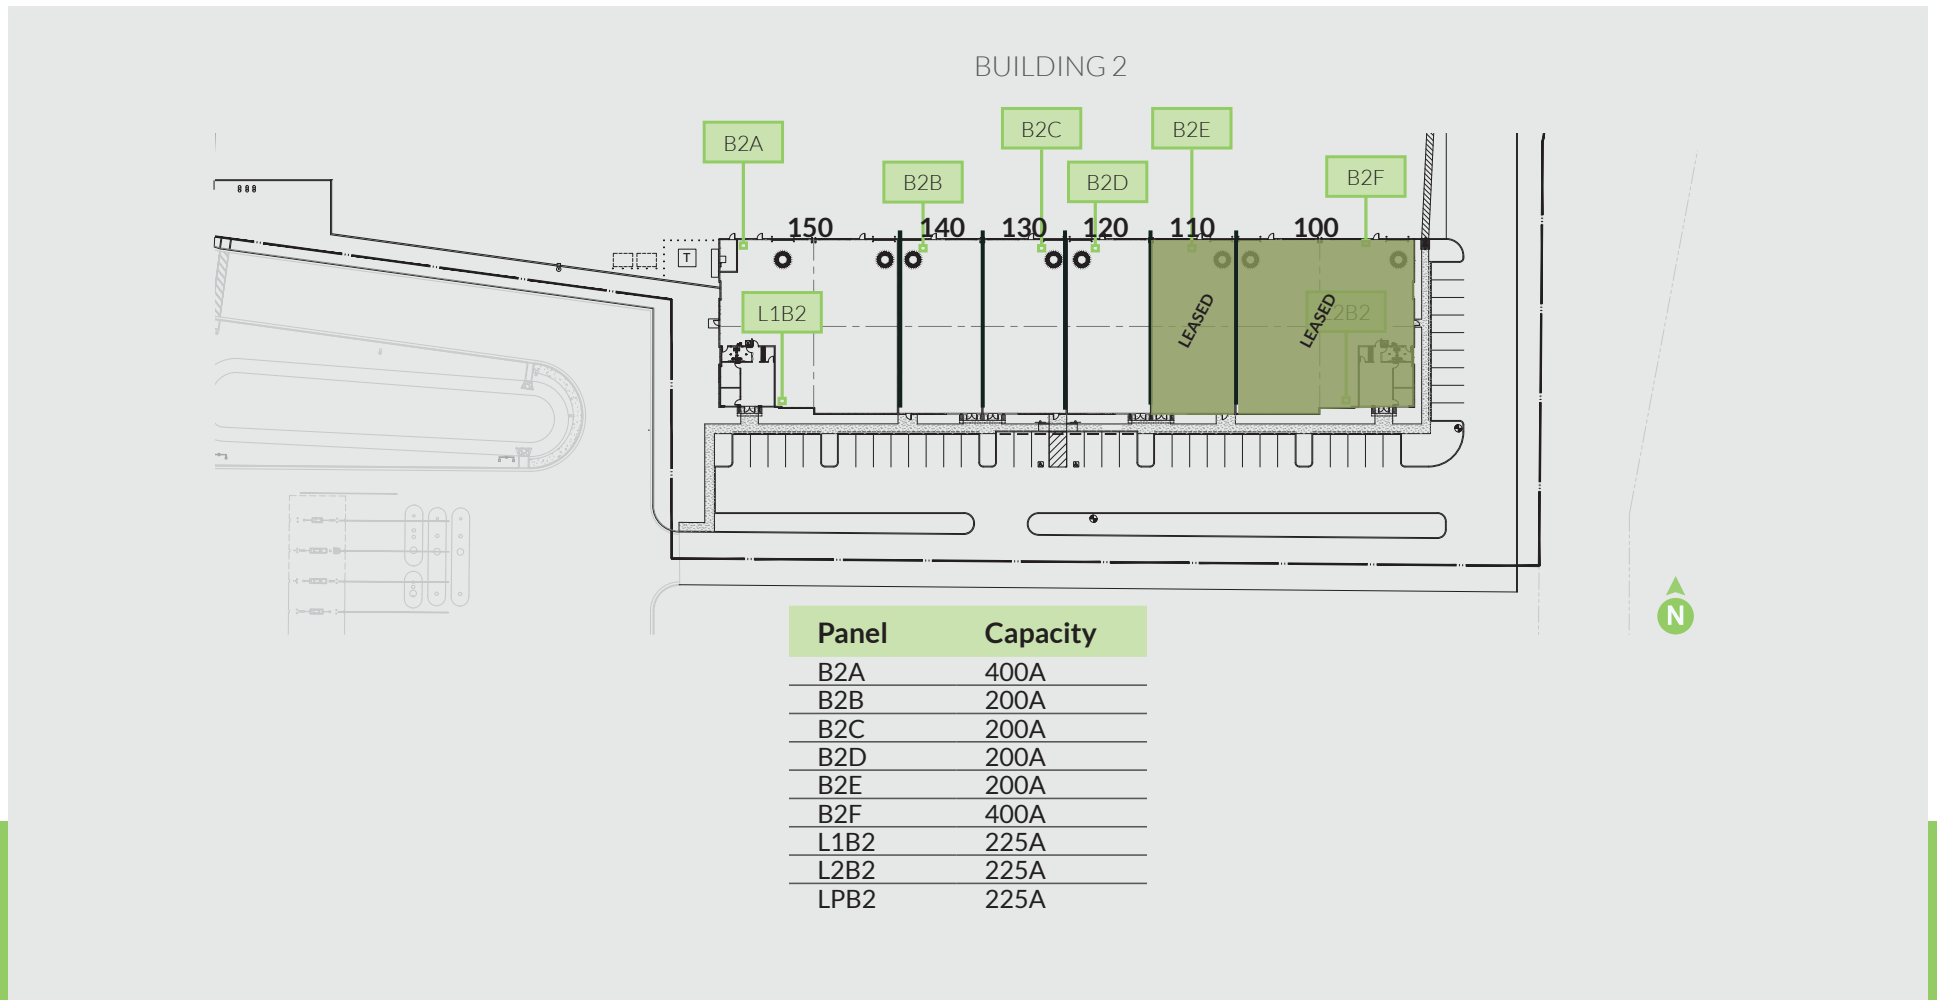 BUILDING 2
B2A
B2B
B2C
B2D
B2E
B2F
150
140
130
120
110
100
T
L1B2
LEASED
LEASED
L2B2
N
Panel Capacity
B2A 400A
B2B 200A
B2C 200A
B2D 200A
B2E 200A
B2F 400A
L1B2 225A
L2B2 225A
LPB2 225A